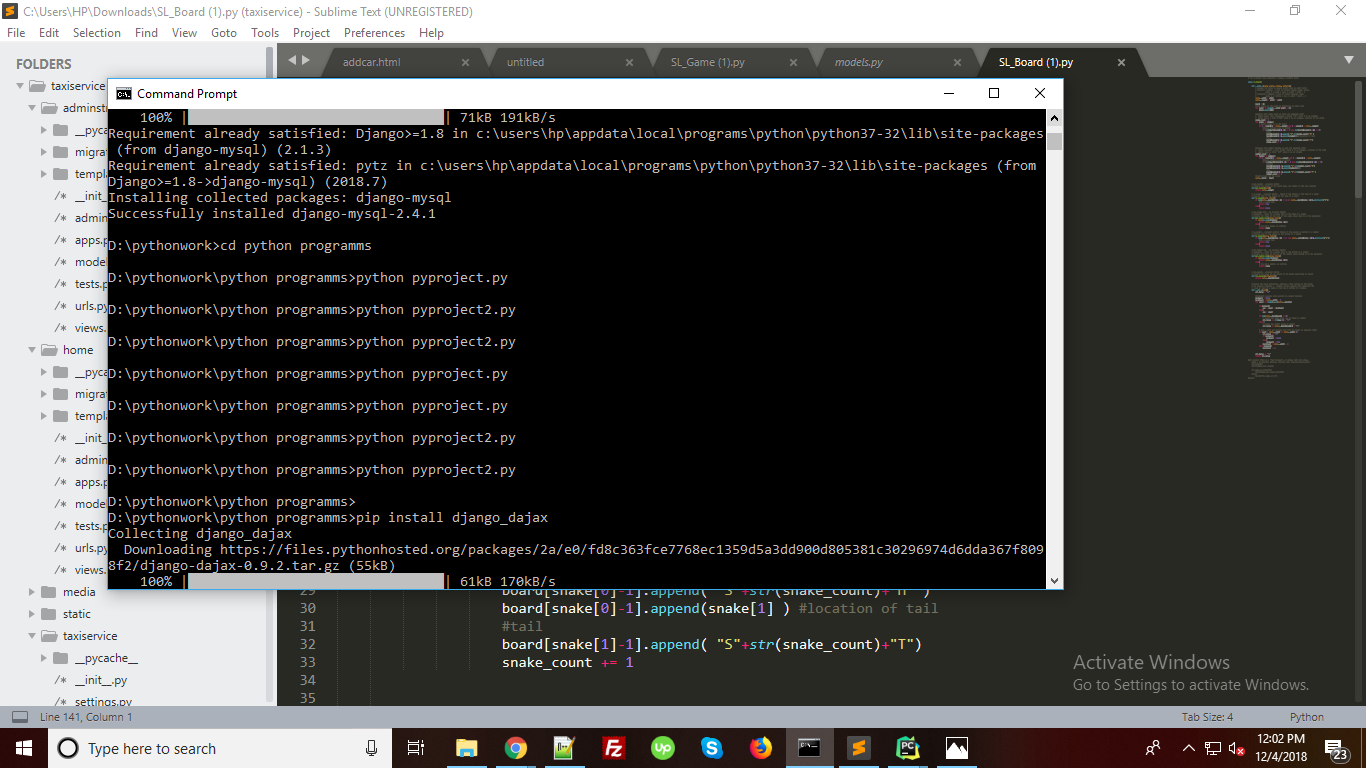 C:\Users\HP\Downloads\SL_Board (1).py (taxiservice) - Sublime Text (UNREGISTERED)
File Edit Selection Find View Goto Tools Project Preferences Help
FOLDERS
taxiservice
adminstr
__pyca
migrat
templ
/* __init_
/* admin
/* apps.p
/* mode
/* tests.p
/* urls.py
/* views.
home
__pyca
migrat
templ
/* __init_
/* admin
/* apps.p
/* mode
/* tests.p
/* urls.py
/* views.
media
static
taxiservice
__pycache__
/* __init__.py
/* settings.py
addcar.html
untitled
SL_Game (1).py
models.py
SL_Board (1).py
Command Prompt
100% | | 71kB 191kB/s
Requirement already satisfied: Django>=1.8 in c:\users\hp\appdata\local\programs\python\python37-32\lib\site-packages
(from django-mysql) (2.1.3)
Requirement already satisfied: pytz in c:\users\hp\appdata\local\programs\python\python37-32\lib\site-packages (from
Django>=1.8->django-mysql) (2018.7)
Installing collected packages: django-mysql
Successfully installed django-mysql-2.4.1
D:\pythonwork>cd python programms
D:\pythonwork\python programms>python pyproject.py
D:\pythonwork\python programms>python pyproject2.py
D:\pythonwork\python programms>python pyproject2.py
D:\pythonwork\python programms>python pyproject.py
D:\pythonwork\python programms>python pyproject.py
D:\pythonwork\python programms>python pyproject2.py
D:\pythonwork\python programms>python pyproject2.py
D:\pythonwork\python programms>
D:\pythonwork\python programms>pip install django_dajax
Collecting django_dajax
Downloading https://files.pythonhosted.org/packages/2a/e0/fd8c363fce7768ec1359d5a3dd900d805381c30296974d6dda367f809
8f2/django-dajax-0.9.2.tar.gz (55kB)
100% | | 61kB 170kB/s
29 board[snake[0]-1].append( "S"+str(snake_count)+"H" )
30 board[snake[0]-1].append(snake[1] ) #location of tail
31 #tail
32 board[snake[1]-1].append( "S"+str(snake_count)+"T")
33 snake_count += 1
34
35
Activate Windows
Go to Settings to activate Windows.
Line 141, Column 1
Tab Size: 4
Python
Type here to search
12:02 PM
12/4/2018
23